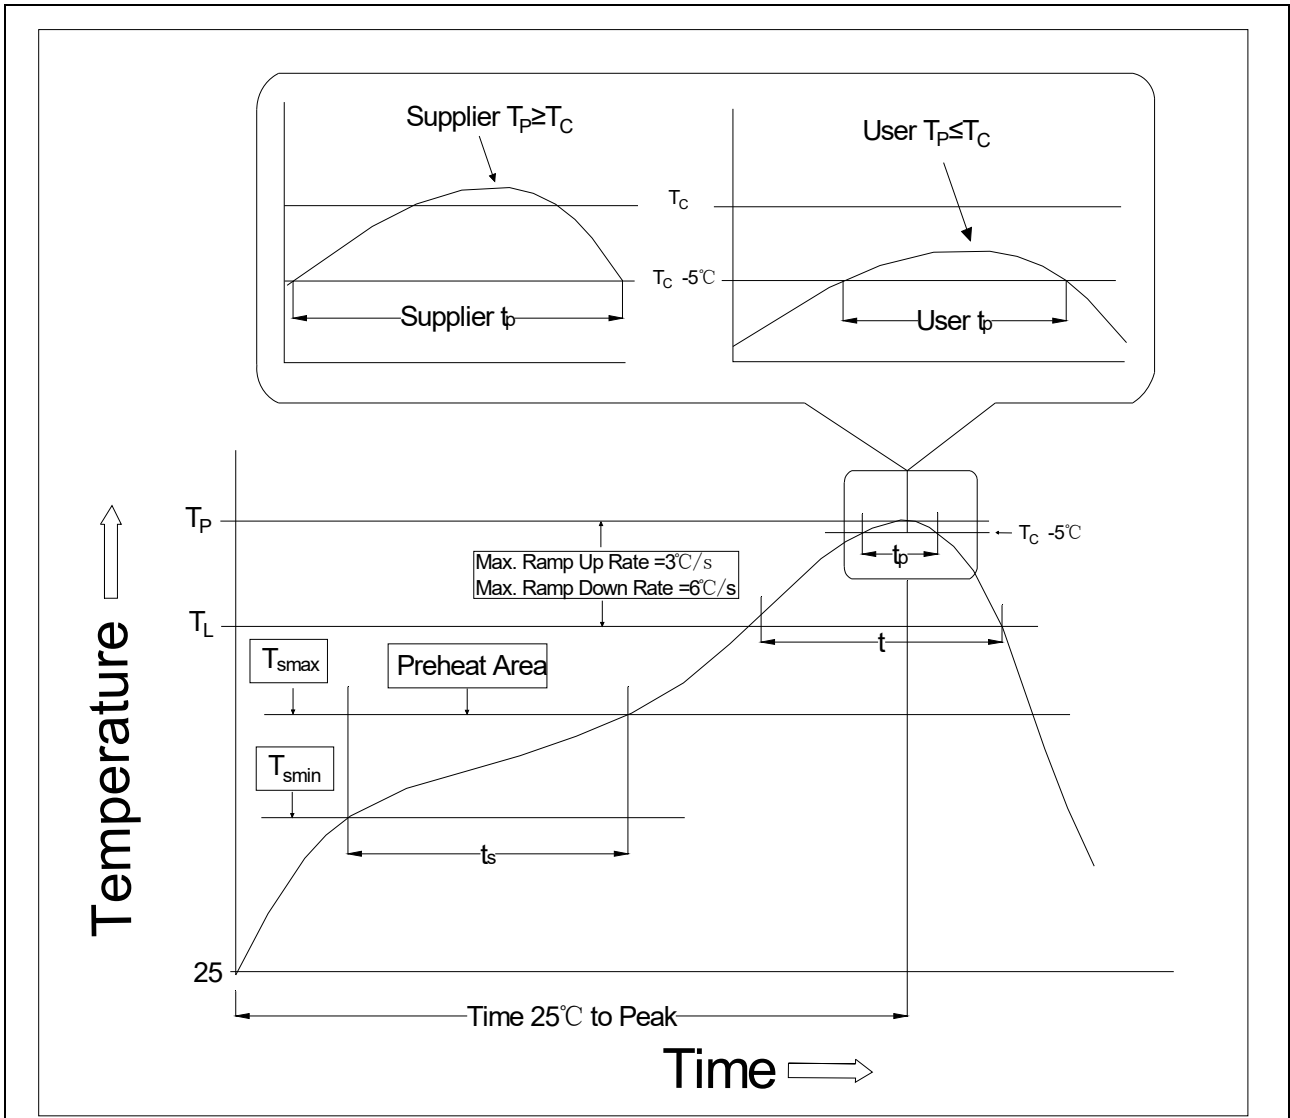 Supplier TP≥TC
User TP≤TC
TC
TC -5℃
Supplier tp
User tp
TP
TC -5℃
tp
Max. Ramp Up Rate =3℃/s
Max. Ramp Down Rate =6℃/s
TL
t
Tsmax
Preheat Area
Tsmin
ts
Temperature
25
Time 25℃ to Peak
Time